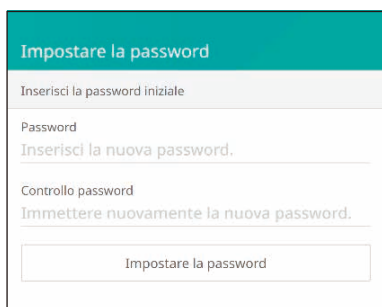 Impostare la password
Inserisci la password iniziale
Password
Inserisci la nuova password.
Controllo password
Immettere nuovamente la nuova password.
Impostare la password